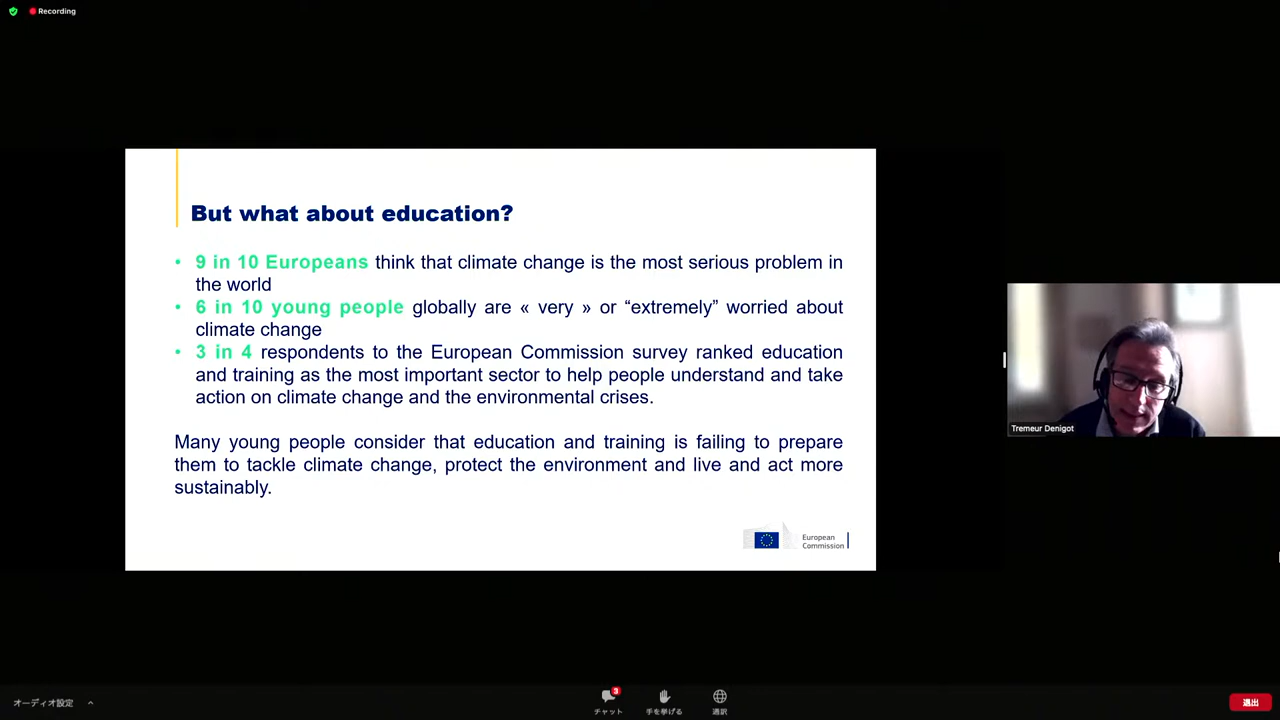 Recording
But what about education?
• 9 in 10 Europeans think that climate change is the most serious problem in
the world
• 6 in 10 young people globally are « very » or “extremely” worried about
climate change
• 3 in 4 respondents to the European Commission survey ranked education
and training as the most important sector to help people understand and take
action on climate change and the environmental crises.
Many young people consider that education and training is failing to prepare
them to tackle climate change, protect the environment and live and act more
sustainably.
European
Commission
Tremeur Denigot
オーディオ設定
3
チャット
手を挙げる
通訳
退出